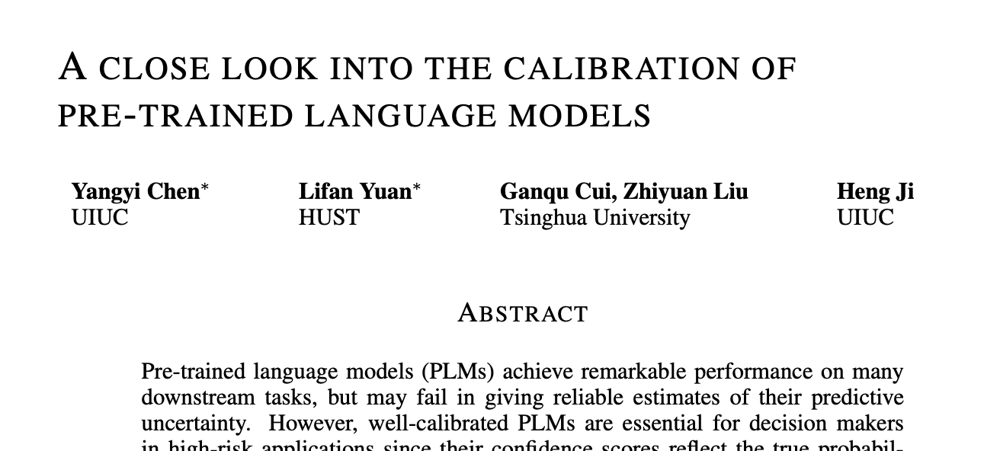 A CLOSE LOOK INTO THE CALIBRATION OF
PRE-TRAINED LANGUAGE MODELS
Yangyi Chen* Lifan Yuan* Ganqu Cui, Zhiyuan Liu Heng Ji
UIUC HUST Tsinghua University UIUC
ABSTRACT
Pre-trained language models (PLMs) achieve remarkable performance on many
downstream tasks, but may fail in giving reliable estimates of their predictive
uncertainty. However, well-calibrated PLMs are essential for decision makers
in high-risk applications since their confidence scores reflect the true probabil-